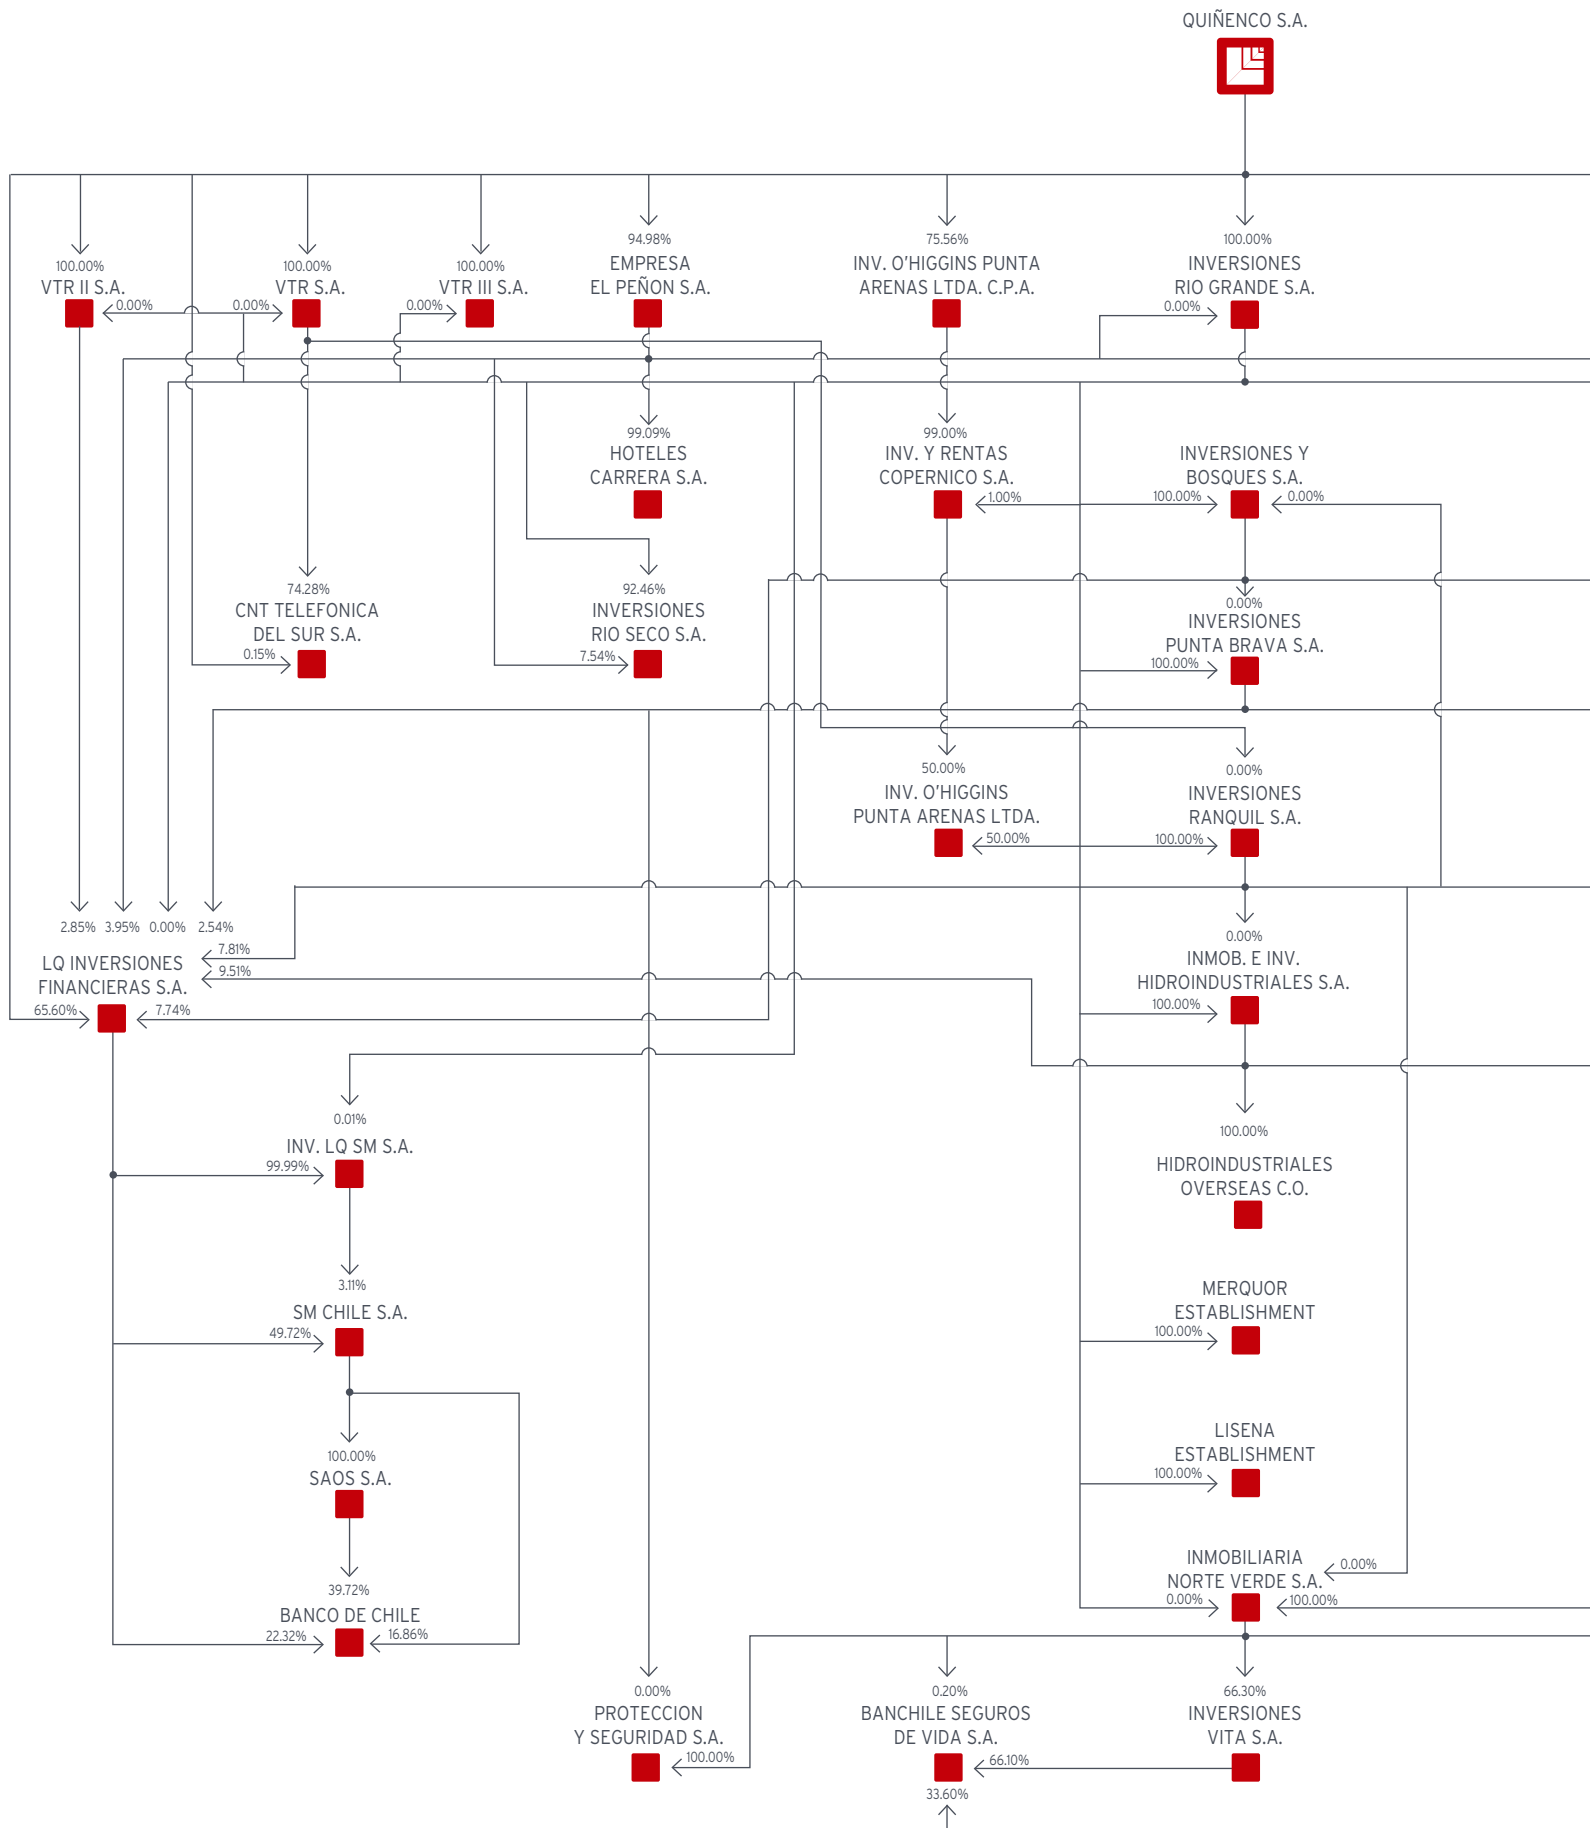 QUIÑENCO S.A.
94.98%
75.56%
100.00%
EMPRESA
EL PEÑON S.A.
INV. O'HIGGINS PUNTA
ARENAS LTDA. C.P.A.
INVERSIONES
RIO GRANDE S.A.
100.00%
VTR II S.A.
100.00%
VTR S.A.
100.00%
VTR III S.A.
0.00%
0.00%
0.00%
0.00%
99.09%
HOTELES
CARRERA S.A.
99.00%
INV. Y RENTAS
COPERNICO S.A.
1.00%
INVERSIONES Y
BOSQUES S.A.
100.00%
0.00%
74.28%
CNT TELEFONICA
DEL SUR S.A.
0.15%
92.46%
INVERSIONES
RIO SECO S.A.
7.54%
0.00%
INVERSIONES
PUNTA BRAVA S.A.
100.00%
50.00%
INV. O'HIGGINS
PUNTA ARENAS LTDA.
50.00%
0.00%
INVERSIONES
RANQUIL S.A.
100.00%
2.85%
3.95%
0.00%
2.54%
7.81%
9.51%
LQ INVERSIONES
FINANCIERAS S.A.
65.60%
7.74%
0.00%
INMOB. E INV.
HIDROINDUSTRIALES S.A.
100.00%
0.01%
INV. LQ SM S.A.
99.99%
100.00%
HIDROINDUSTRIALES
OVERSEAS C.O.
3.11%
SM CHILE S.A.
49.72%
MERQUOR
ESTABLISHMENT
100.00%
100.00%
SAOS S.A.
LISENA
ESTABLISHMENT
100.00%
39.72%
BANCO DE CHILE
22.32%
16.86%
INMOBILIARIA
NORTE VERDE S.A.
0.00%
0.00%
100.00%
0.00%
PROTECCION
Y SEGURIDAD S.A.
100.00%
0.20%
BANCHILE SEGUROS
DE VIDA S.A.
66.10%
33.60%
66.30%
INVERSIONES
VITA S.A.